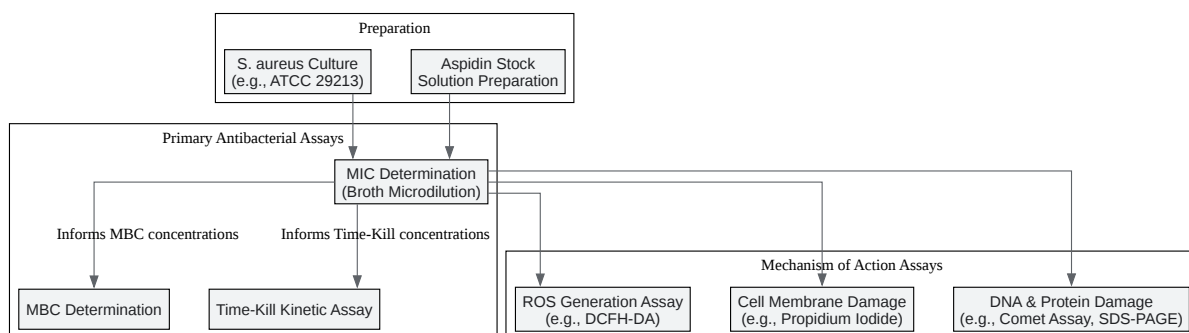 Preparation
S. aureus Culture
(e.g., ATCC 29213)
Aspidin Stock
Solution Preparation
Primary Antibacterial Assays
MIC Determination
(Broth Microdilution)
Informs MBC concentrations
Informs Time-Kill concentrations
MBC Determination
Time-Kill Kinetic Assay
Mechanism of Action Assays
ROS Generation Assay
(e.g., DCFH-DA)
Cell Membrane Damage
(e.g., Propidium Iodide)
DNA & Protein Damage
(e.g., Comet Assay, SDS-PAGE)